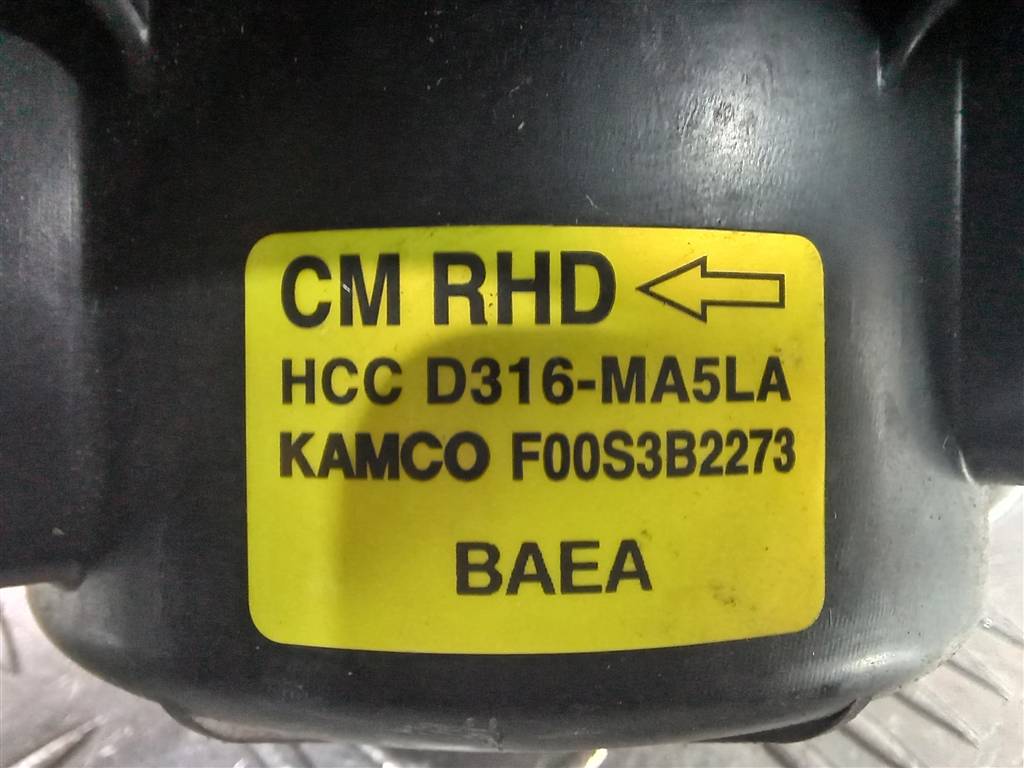 CM RHD
HCC D316-MA5LA
KAMCO F00S3B2273
BAEA